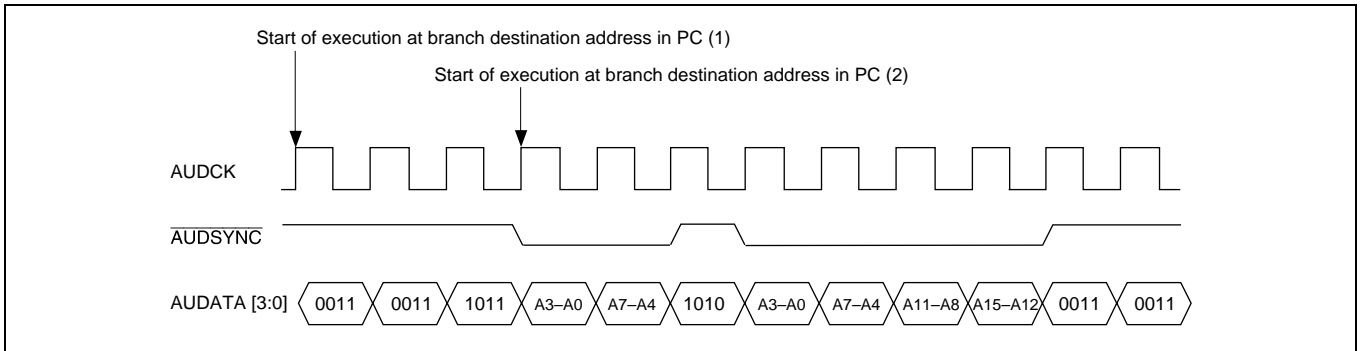 Start of execution at branch destination address in PC (1)
Start of execution at branch destination address in PC (2)
AUDCK
AUDSYNC
AUDATA [3:0] 0011 0011 1011 A3–A0 A7–A4 1010 A3–A0 A7–A4 A11–A8 A15–A12 0011 0011